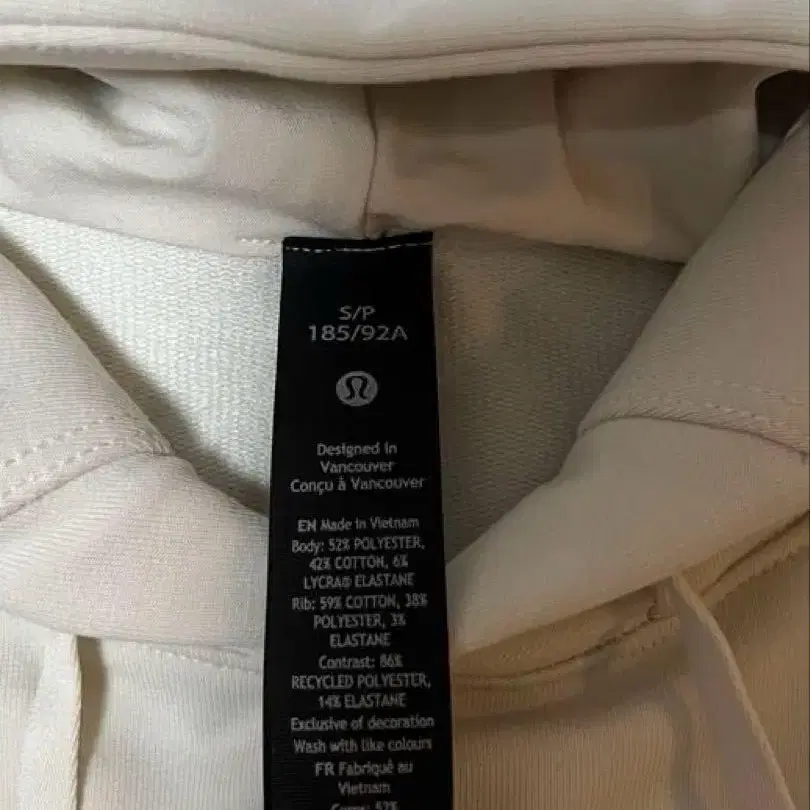 S/P
185/92A
Designed in
Vancouver
Conçu à Vancouver
EN Made in Vietnam
Body: 52% POLYESTER,
42% COTTON, 6%
LYCRA® ELASTANE
Rib: 59% COTTON, 38%
POLYESTER, 3%
ELASTANE
Contrast: 86%
RECYCLED POLYESTER,
14% ELASTANE
Exclusive of decoration
Wash with like colours
FR Fabriqué au
Vietnam
Corps: 52%